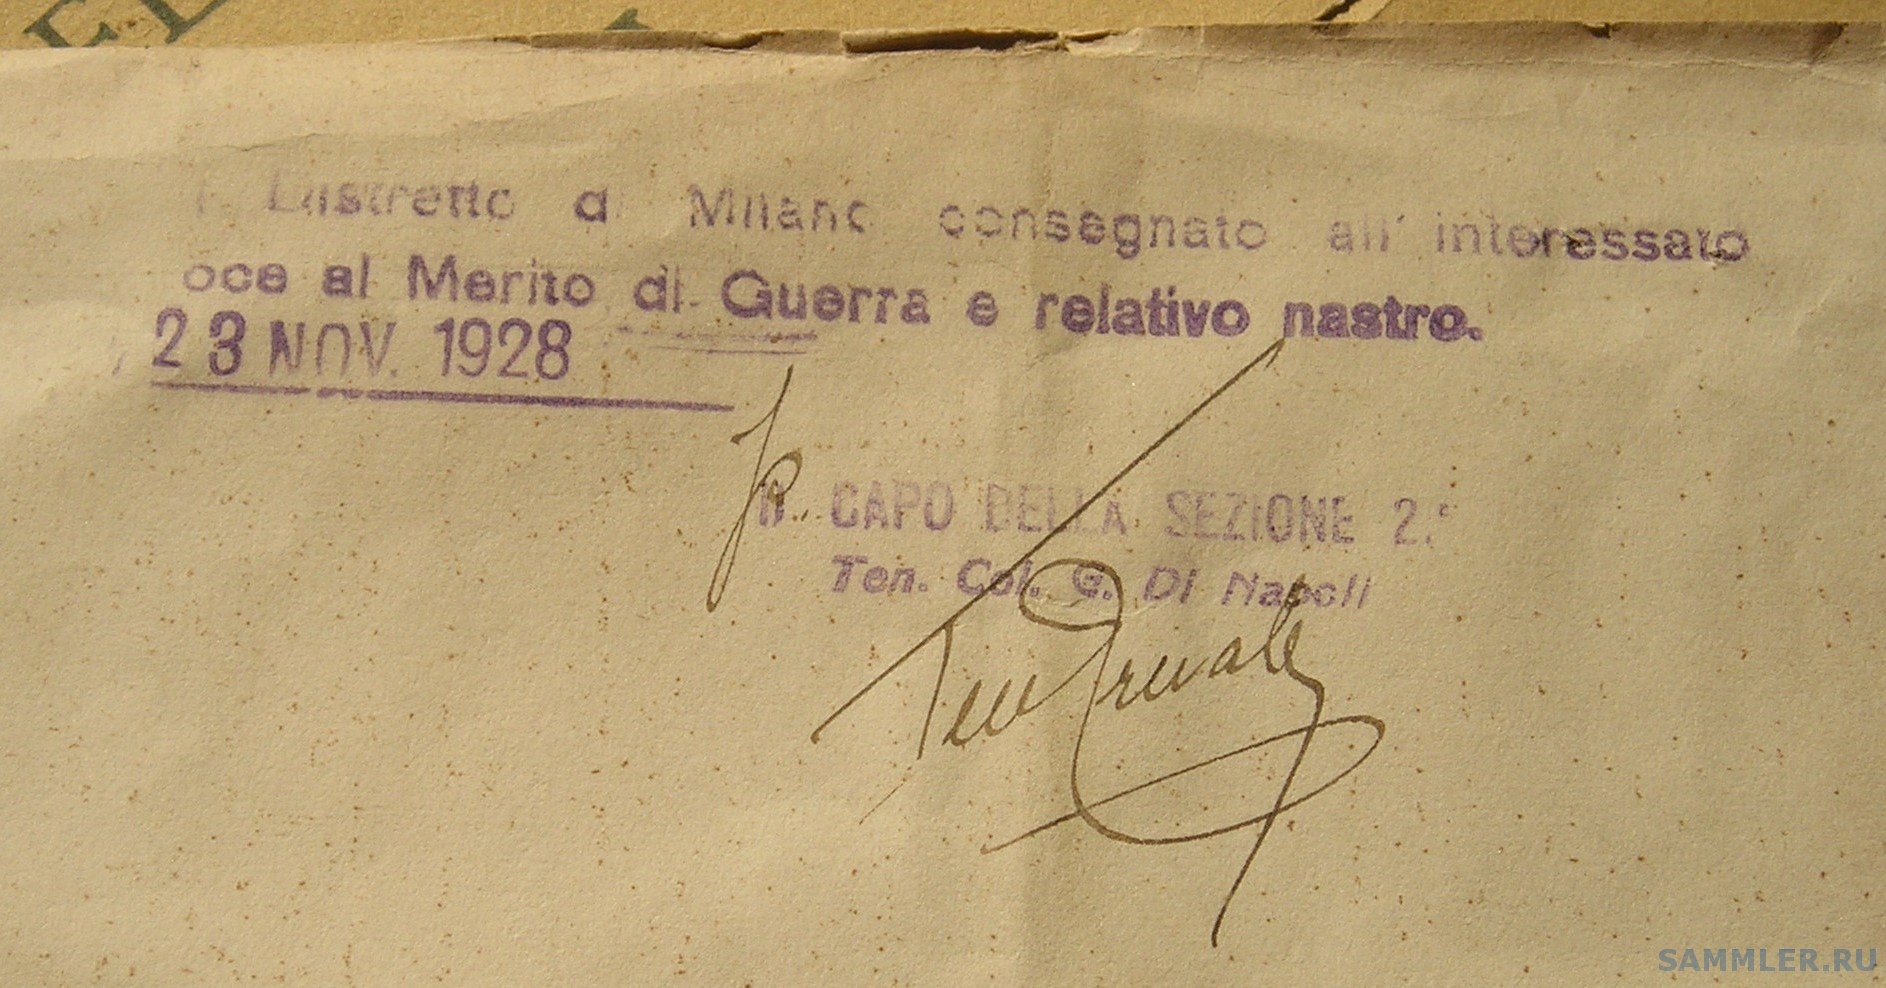 Distretto di Milano consegnato all' interessato
oce al Merito di Guerra e relativo nastro.
23 NOV. 1928
CAPO DELLA SEZIONE 2.ª
Ten. Col. G. Di Napoli
Ten
SAMMLER.RU